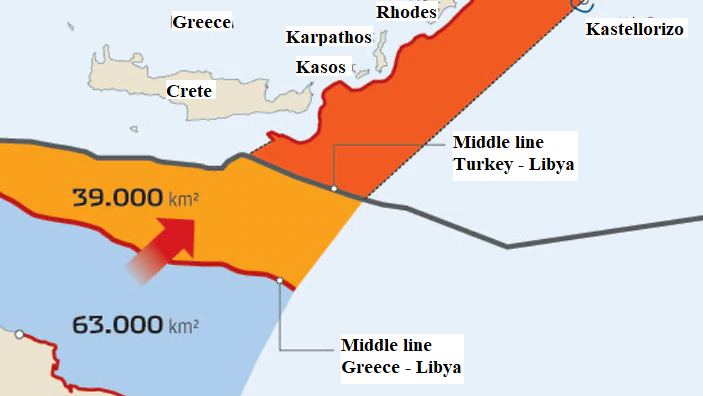 Rhodes
Greece
Kastellorizo
Karpathos
Kasos
Crete
Middle line
Turkey - Libya
39.000 km²
63.000 km²
Middle line
Greece - Libya